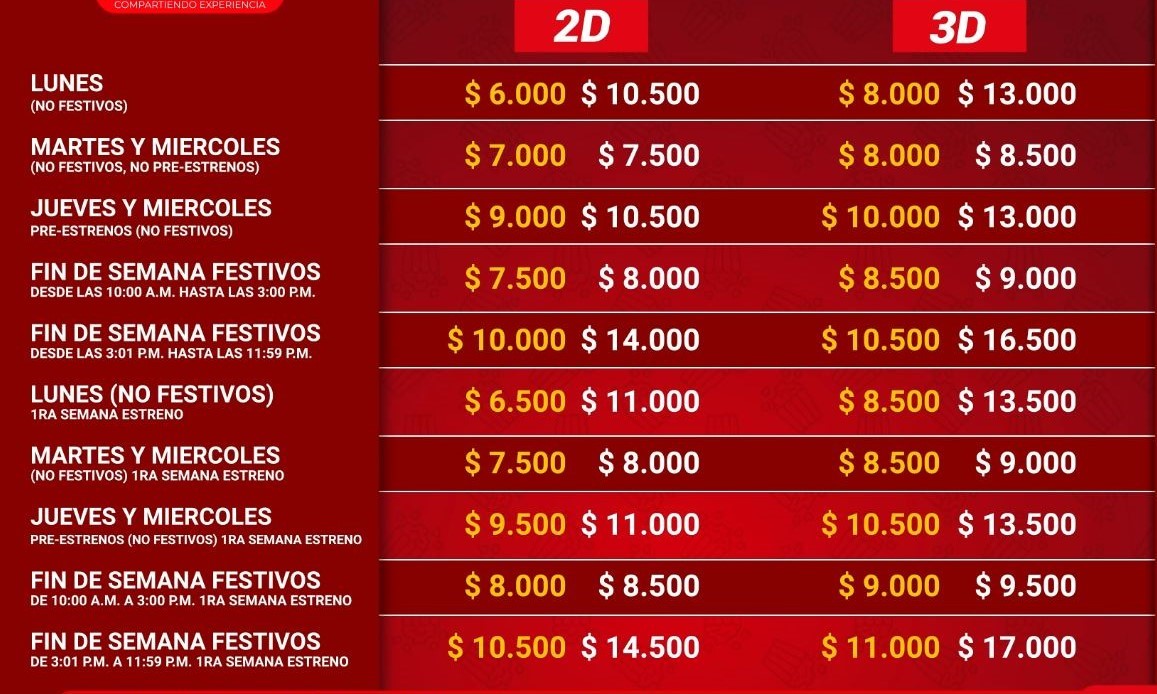 COMPARTIENDO EXPERIENCIA
2D 3D
LUNES
(NO FESTIVOS)
$ 6.000 $ 10.500 $ 8.000 $ 13.000
MARTES Y MIERCOLES
(NO FESTIVOS, NO PRE-ESTRENOS)
$ 7.000 $ 7.500 $ 8.000 $ 8.500
JUEVES Y MIERCOLES
PRE-ESTRENOS (NO FESTIVOS)
$ 9.000 $ 10.500 $ 10.000 $ 13.000
FIN DE SEMANA FESTIVOS
DESDE LAS 10:00 A.M. HASTA LAS 3:00 P.M.
$ 7.500 $ 8.000 $ 8.500 $ 9.000
FIN DE SEMANA FESTIVOS
DESDE LAS 3:01 P.M. HASTA LAS 11:59 P.M.
$ 10.000 $ 14.000 $ 10.500 $ 16.500
LUNES (NO FESTIVOS)
1RA SEMANA ESTRENO
$ 6.500 $ 11.000 $ 8.500 $ 13.500
MARTES Y MIERCOLES
(NO FESTIVOS) 1RA SEMANA ESTRENO
$ 7.500 $ 8.000 $ 8.500 $ 9.000
JUEVES Y MIERCOLES
PRE-ESTRENOS (NO FESTIVOS) 1RA SEMANA ESTRENO
$ 9.500 $ 11.000 $ 10.500 $ 13.500
FIN DE SEMANA FESTIVOS
DE 10:00 A.M. A 3:00 P.M. 1RA SEMANA ESTRENO
$ 8.000 $ 8.500 $ 9.000 $ 9.500
FIN DE SEMANA FESTIVOS
DE 3:01 P.M. A 11:59 P.M. 1RA SEMANA ESTRENO
$ 10.500 $ 14.500 $ 11.000 $ 17.000